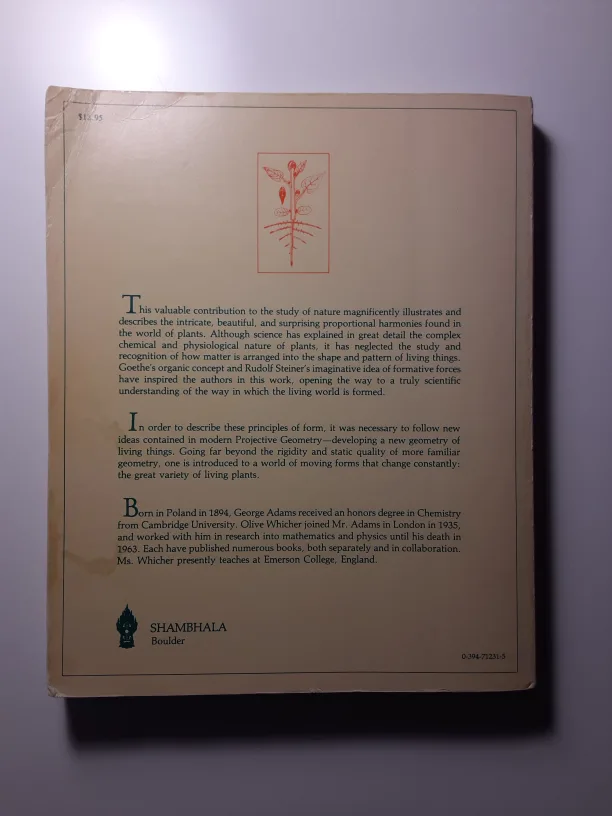 $12.95
This valuable contribution to the study of nature magnificently illustrates and
describes the intricate, beautiful, and surprising proportional harmonies found in
the world of plants. Although science has explained in great detail the complex
chemical and physiological nature of plants, it has neglected the study and
recognition of how matter is arranged into the shape and pattern of living things.
Goethe's organic concept and Rudolf Steiner's imaginative idea of formative forces
have inspired the authors in this work, opening the way to a truly scientific
understanding of the way in which the living world is formed.
In order to describe these principles of form, it was necessary to follow new
ideas contained in modern Projective Geometry—developing a new geometry of
living things. Going far beyond the rigidity and static quality of more familiar
geometry, one is introduced to a world of moving forms that change constantly:
the great variety of living plants.
Born in Poland in 1894, George Adams received an honors degree in Chemistry
from Cambridge University. Olive Whicher joined Mr. Adams in London in 1935,
and worked with him in research into mathematics and physics until his death in
1963. Each have published numerous books, both separately and in collaboration.
Ms. Whicher presently teaches at Emerson College, England.
SHAMBHALA
Boulder
0-394-71231-5